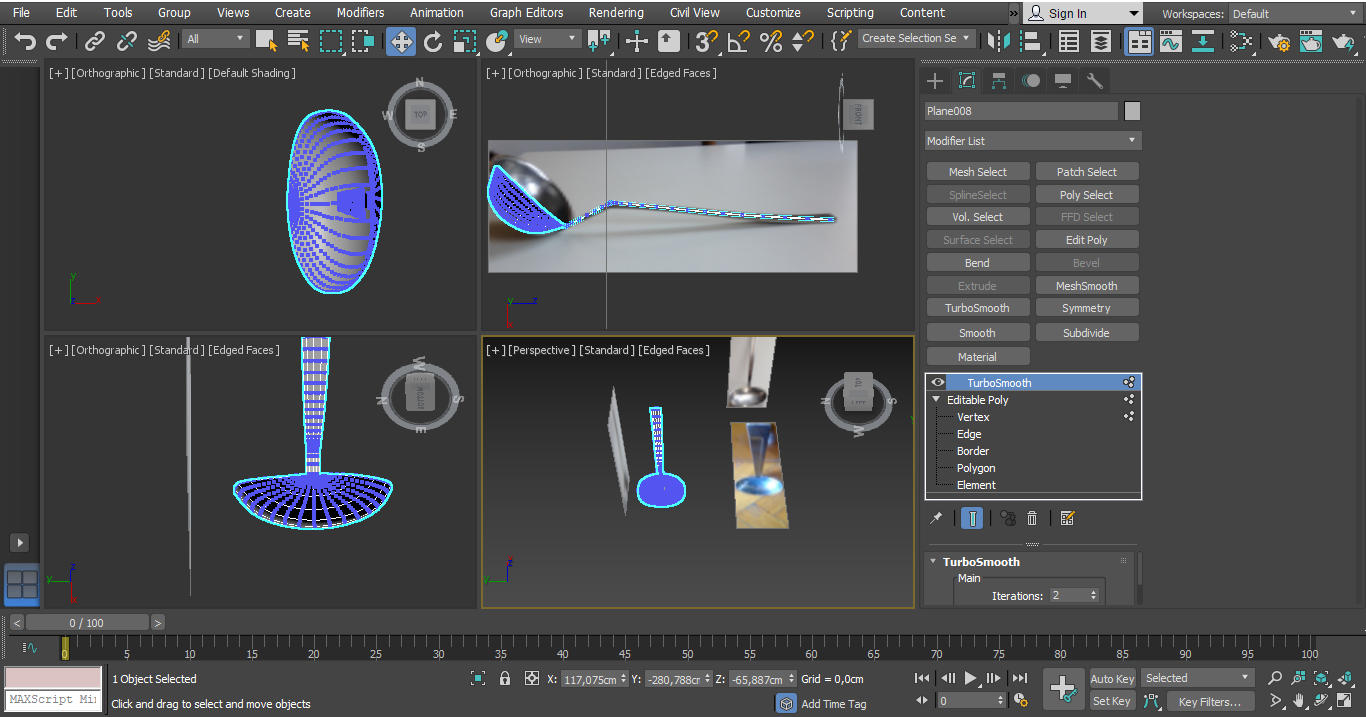 File Edit Tools Group Views Create Modifiers Animation Graph Editors Rendering Civil View Customize Scripting Content » Sign In Workspaces: Default
All View Create Selection Se
[+] [Orthographic] [Standard] [Default Shading]
N W TOP E S
[+] [Orthographic] [Standard] [Edged Faces]
FRONT
y x z
y z x
[+] [Orthographic] [Standard] [Edged Faces]
W N BOTTOM S E
z y x
[+] [Perspective] [Standard] [Edged Faces]
TOP N LEFT S W
z y
Plane008
Modifier List
Mesh Select Patch Select
SplineSelect Poly Select
Vol. Select FFD Select
Surface Select Edit Poly
Bend Bevel
Extrude MeshSmooth
TurboSmooth Symmetry
Smooth Subdivide
Material
TurboSmooth
Editable Poly
Vertex
Edge
Border
Polygon
Element
TurboSmooth
Main
Iterations: 2
< 0 / 100 >
0 5 10 15 20 25 30 35 40 45 50 55 60 65 70 75 80 85 90 95 100
1 Object Selected X: 117,075cm Y: -280,788cm Z: -65,887cm Grid = 0,0cm Auto Key Selected
MAXScript Mi Click and drag to select and move objects Add Time Tag 0 Set Key Key Filters...